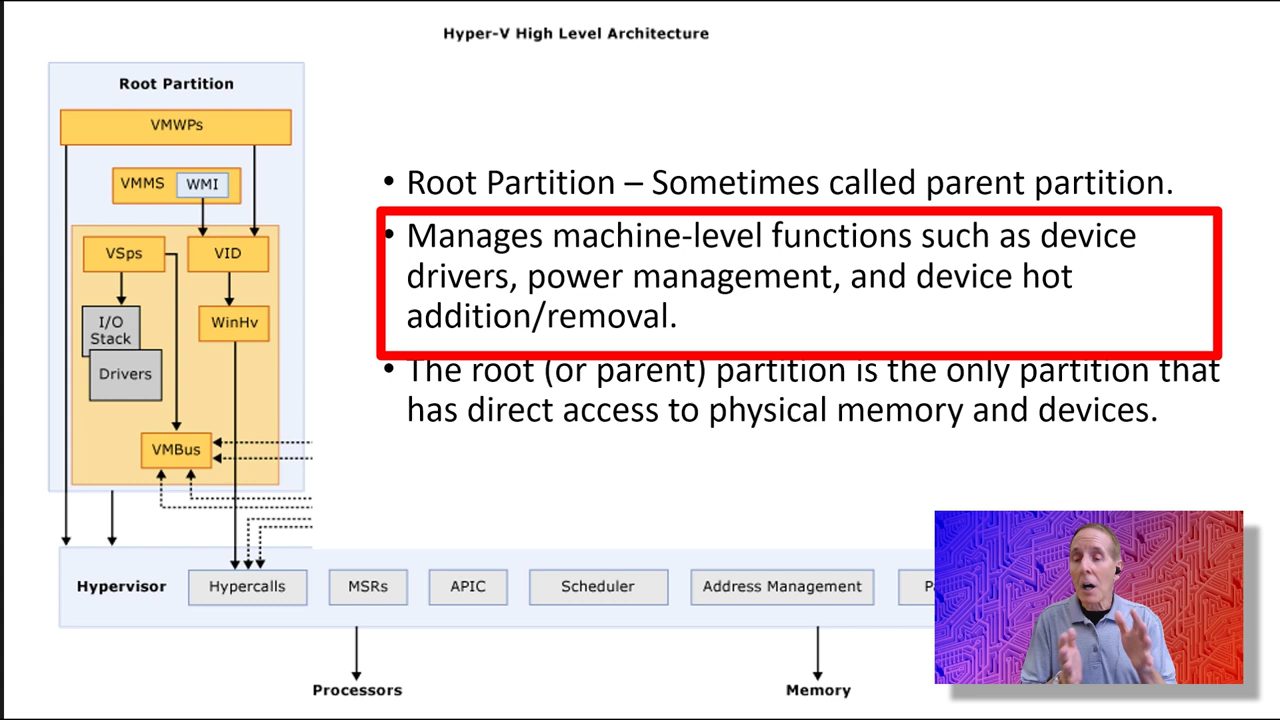 Hyper-V High Level Architecture
Root Partition
VMWPs
VMMS
WMI
VSps
VID
I/O
Stack
WinHv
Drivers
VMBus
• Root Partition – Sometimes called parent partition.
• Manages machine-level functions such as device
drivers, power management, and device hot
addition/removal.
• The root (or parent) partition is the only partition that
has direct access to physical memory and devices.
Hypervisor
Hypercalls
MSRs
APIC
Scheduler
Address Management
Processors
Memory